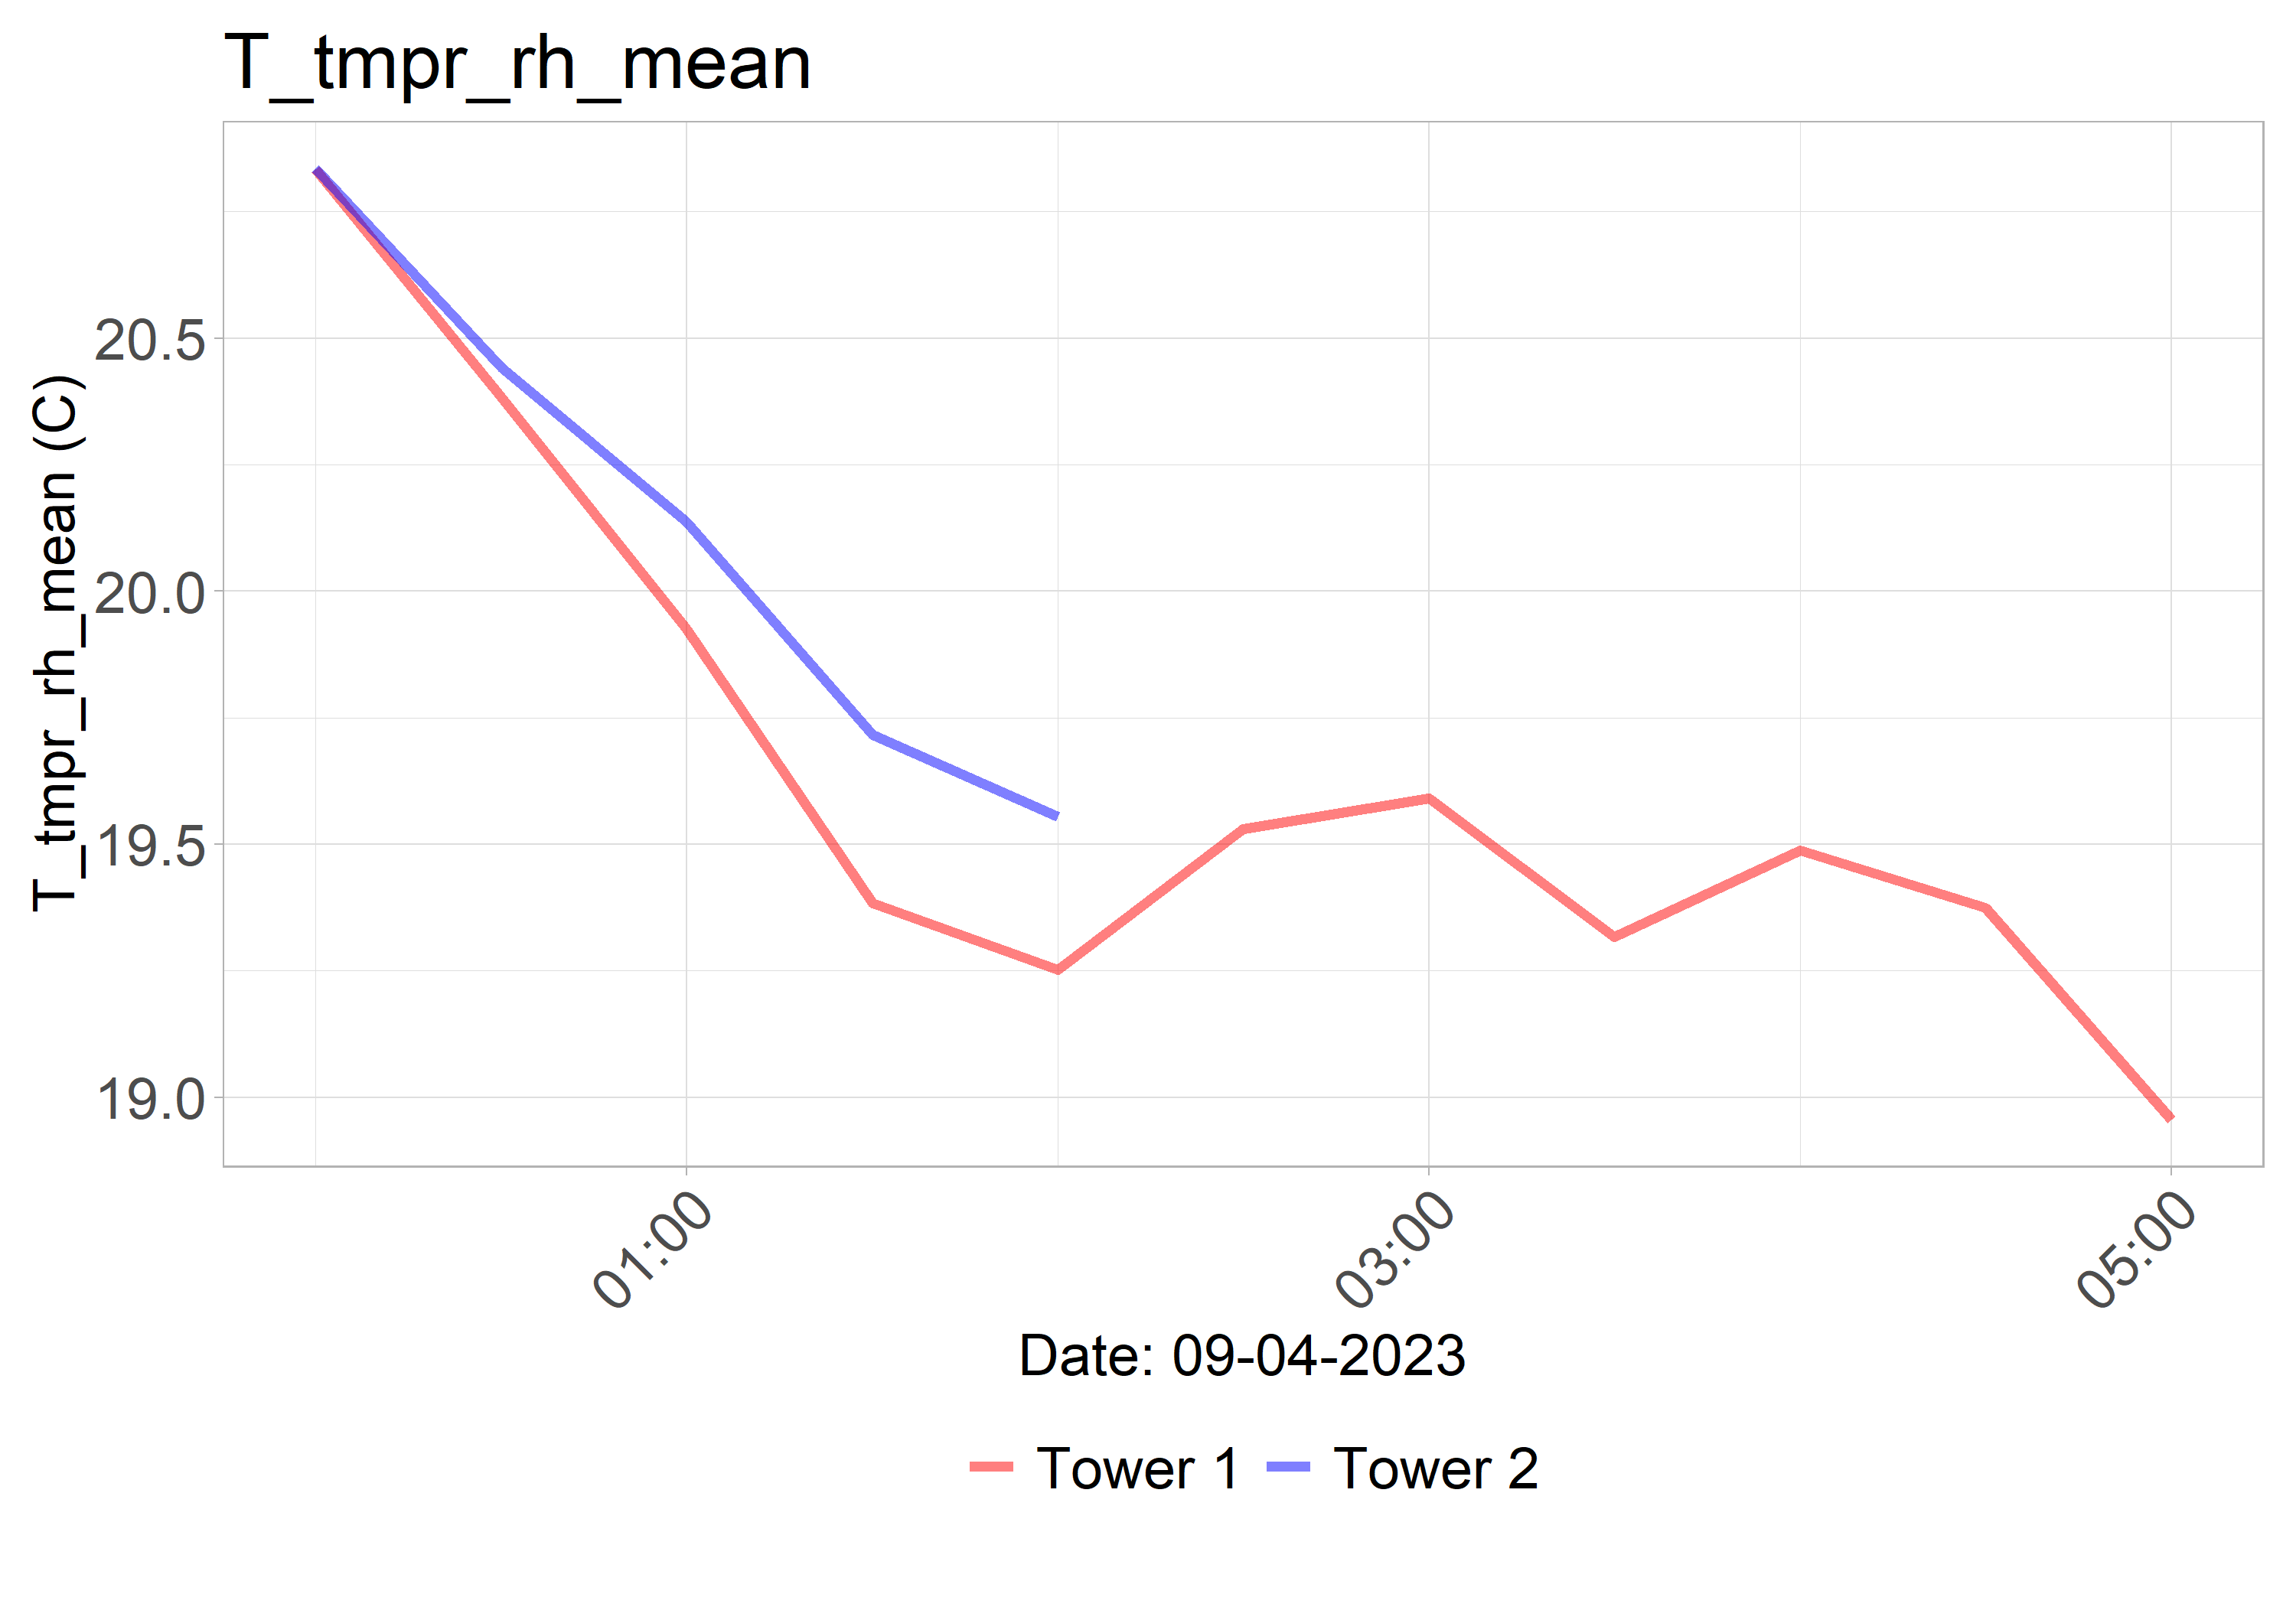 T_tmpr_rh_mean
T_tmpr_rh_mean (C)
20.5
20.0
19.5
19.0
01:00
03:00
05:00
Date: 09-04-2023
Tower 1
Tower 2